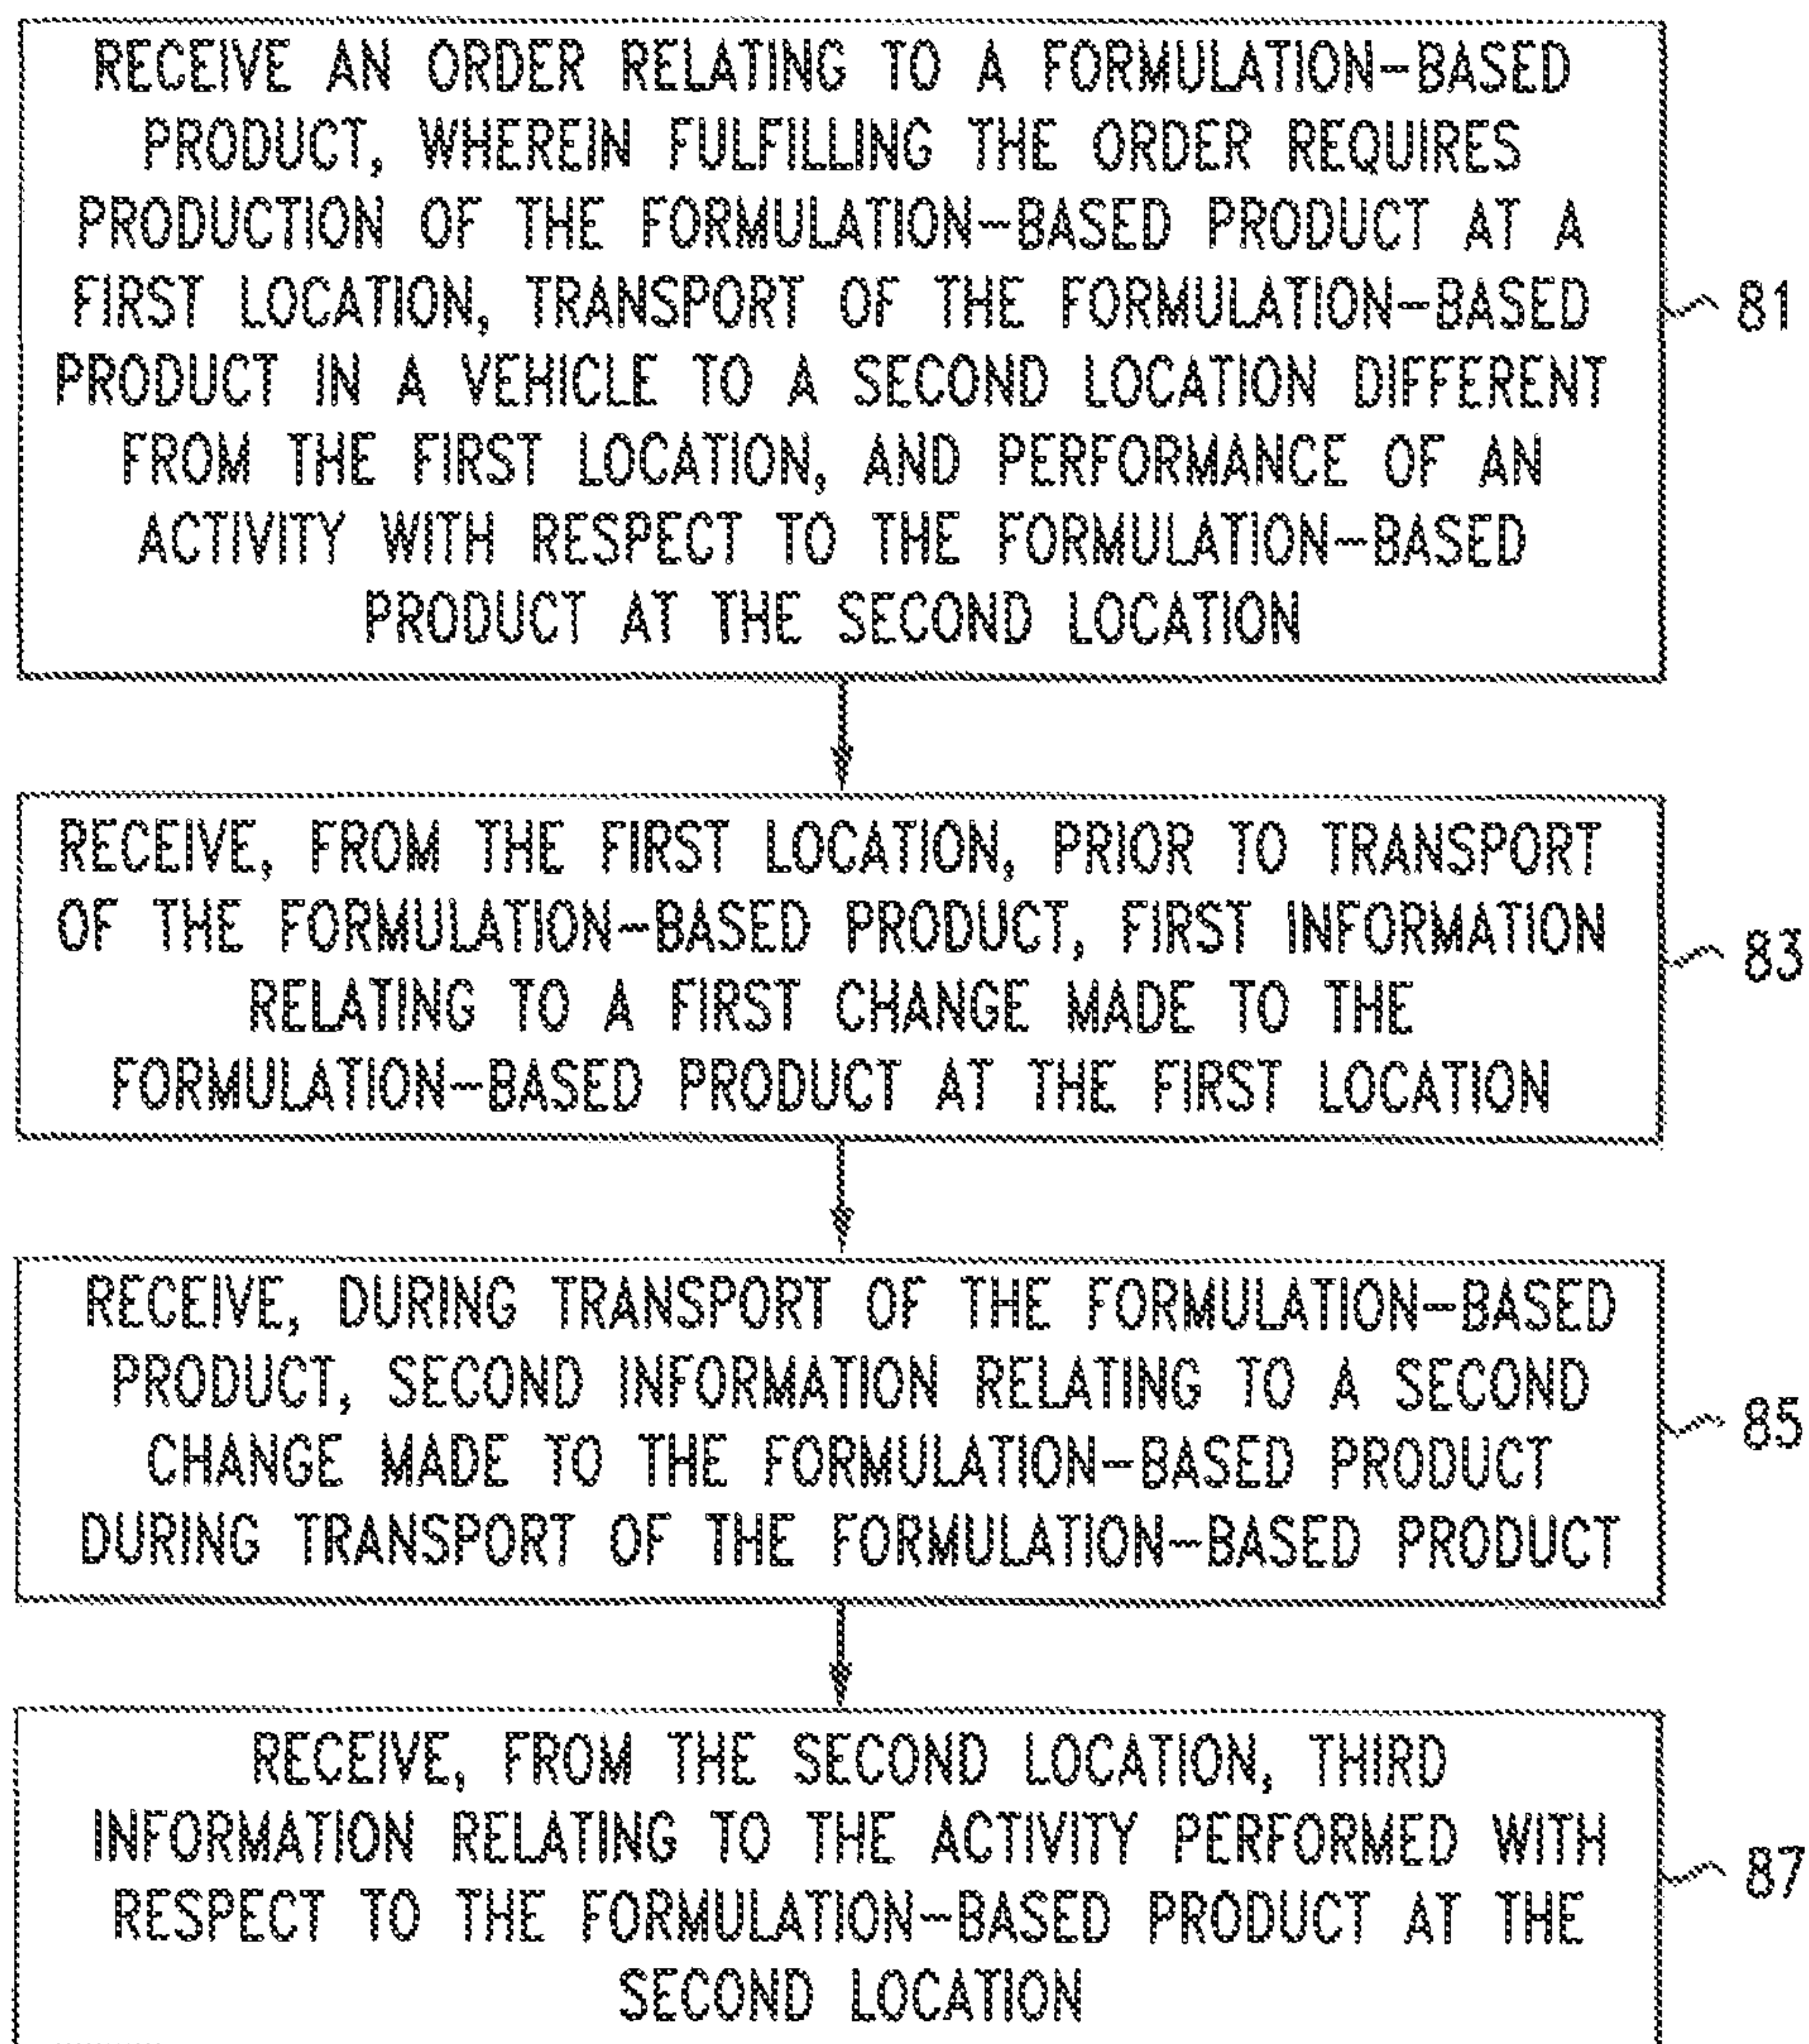 RECEIVE AN ORDER RELATING TO A FORMULATION-BASED
PRODUCT, WHEREIN FULFILLING THE ORDER REQUIRES
PRODUCTION OF THE FORMULATION-BASED PRODUCT AT A
FIRST LOCATION, TRANSPORT OF THE FORMULATION-BASED
PRODUCT IN A VEHICLE TO A SECOND LOCATION DIFFERENT
FROM THE FIRST LOCATION, AND PERFORMANCE OF AN
ACTIVITY WITH RESPECT TO THE FORMULATION-BASED
PRODUCT AT THE SECOND LOCATION
81
RECEIVE, FROM THE FIRST LOCATION, PRIOR TO TRANSPORT
OF THE FORMULATION-BASED PRODUCT, FIRST INFORMATION
RELATING TO A FIRST CHANGE MADE TO THE
FORMULATION-BASED PRODUCT AT THE FIRST LOCATION
83
RECEIVE, DURING TRANSPORT OF THE FORMULATION-BASED
PRODUCT, SECOND INFORMATION RELATING TO A SECOND
CHANGE MADE TO THE FORMULATION-BASED PRODUCT
DURING TRANSPORT OF THE FORMULATION-BASED PRODUCT
85
RECEIVE, FROM THE SECOND LOCATION, THIRD
INFORMATION RELATING TO THE ACTIVITY PERFORMED WITH
RESPECT TO THE FORMULATION-BASED PRODUCT AT THE
SECOND LOCATION
87